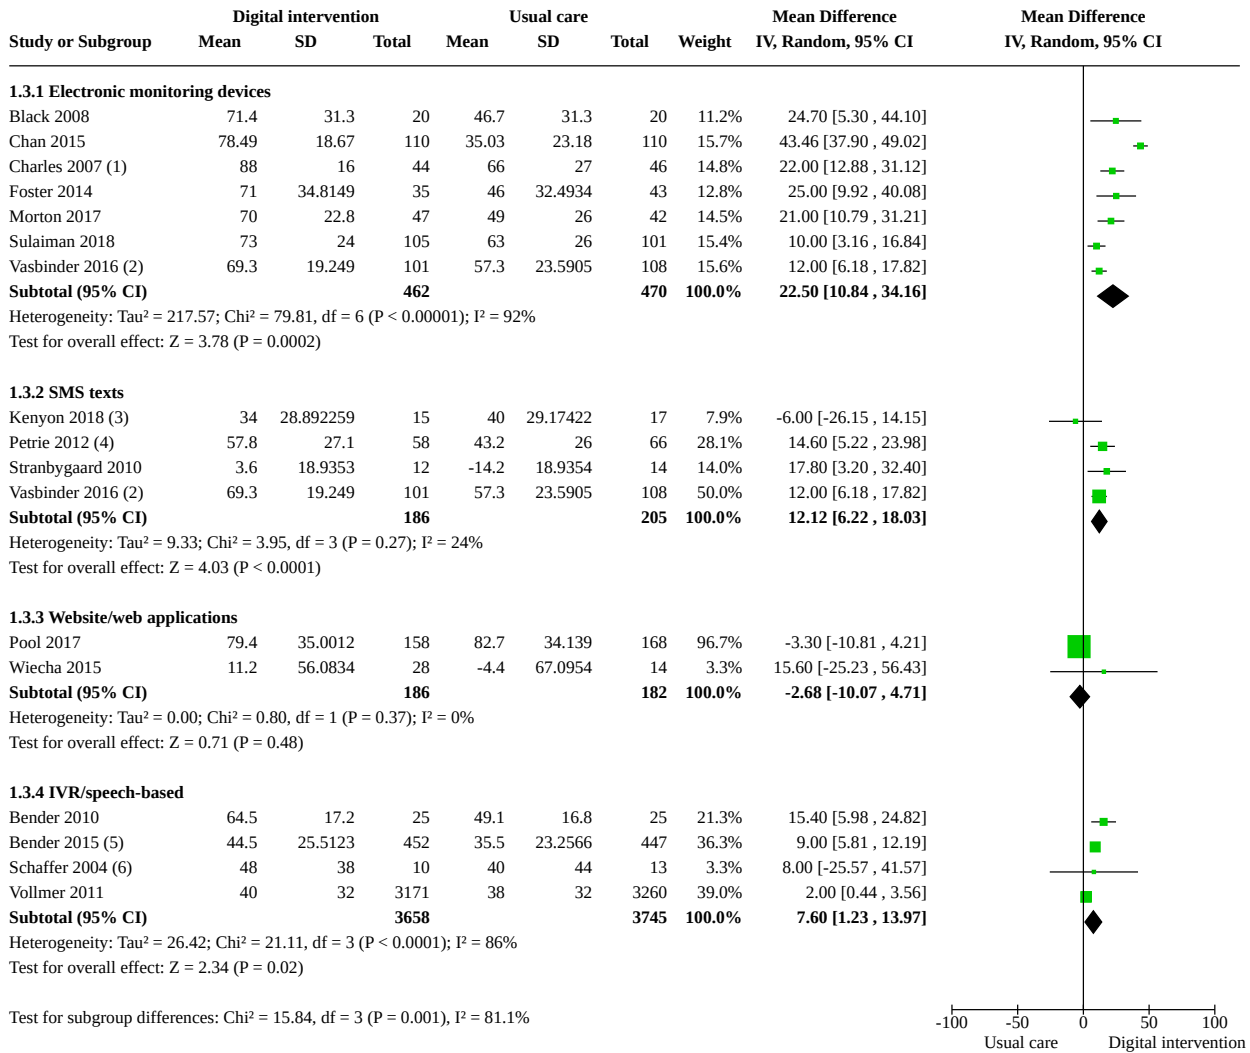 Digital intervention Usual care Mean Difference Mean Difference
Study or Subgroup Mean SD Total Mean SD Total Weight IV, Random, 95% CI IV, Random, 95% CI
1.3.1 Electronic monitoring devices
Black 2008 71.4 31.3 20 46.7 31.3 20 11.2% 24.70 [5.30 , 44.10]
Chan 2015 78.49 18.67 110 35.03 23.18 110 15.7% 43.46 [37.90 , 49.02]
Charles 2007 (1) 88 16 44 66 27 46 14.8% 22.00 [12.88 , 31.12]
Foster 2014 71 34.8149 35 46 32.4934 43 12.8% 25.00 [9.92 , 40.08]
Morton 2017 70 22.8 47 49 26 42 14.5% 21.00 [10.79 , 31.21]
Sulaiman 2018 73 24 105 63 26 101 15.4% 10.00 [3.16 , 16.84]
Vasbinder 2016 (2) 69.3 19.249 101 57.3 23.5905 108 15.6% 12.00 [6.18 , 17.82]
Subtotal (95% CI) 462 470 100.0% 22.50 [10.84 , 34.16]
Heterogeneity: Tau² = 217.57; Chi² = 79.81, df = 6 (P < 0.00001); I² = 92%
Test for overall effect: Z = 3.78 (P = 0.0002)
1.3.2 SMS texts
Kenyon 2018 (3) 34 28.892259 15 40 29.17422 17 7.9% -6.00 [-26.15 , 14.15]
Petrie 2012 (4) 57.8 27.1 58 43.2 26 66 28.1% 14.60 [5.22 , 23.98]
Stranbygaard 2010 3.6 18.9353 12 -14.2 18.9354 14 14.0% 17.80 [3.20 , 32.40]
Vasbinder 2016 (2) 69.3 19.249 101 57.3 23.5905 108 50.0% 12.00 [6.18 , 17.82]
Subtotal (95% CI) 186 205 100.0% 12.12 [6.22 , 18.03]
Heterogeneity: Tau² = 9.33; Chi² = 3.95, df = 3 (P = 0.27); I² = 24%
Test for overall effect: Z = 4.03 (P < 0.0001)
1.3.3 Website/web applications
Pool 2017 79.4 35.0012 158 82.7 34.139 168 96.7% -3.30 [-10.81 , 4.21]
Wiecha 2015 11.2 56.0834 28 -4.4 67.0954 14 3.3% 15.60 [-25.23 , 56.43]
Subtotal (95% CI) 186 182 100.0% -2.68 [-10.07 , 4.71]
Heterogeneity: Tau² = 0.00; Chi² = 0.80, df = 1 (P = 0.37); I² = 0%
Test for overall effect: Z = 0.71 (P = 0.48)
1.3.4 IVR/speech-based
Bender 2010 64.5 17.2 25 49.1 16.8 25 21.3% 15.40 [5.98 , 24.82]
Bender 2015 (5) 44.5 25.5123 452 35.5 23.2566 447 36.3% 9.00 [5.81 , 12.19]
Schaffer 2004 (6) 48 38 10 40 44 13 3.3% 8.00 [-25.57 , 41.57]
Vollmer 2011 40 32 3171 38 32 3260 39.0% 2.00 [0.44 , 3.56]
Subtotal (95% CI) 3658 3745 100.0% 7.60 [1.23 , 13.97]
Heterogeneity: Tau² = 26.42; Chi² = 21.11, df = 3 (P < 0.0001); I² = 86%
Test for overall effect: Z = 2.34 (P = 0.02)
Test for subgroup differences: Chi² = 15.84, df = 3 (P = 0.001), I² = 81.1%
-100 -50 0 50 100
Usual care Digital intervention